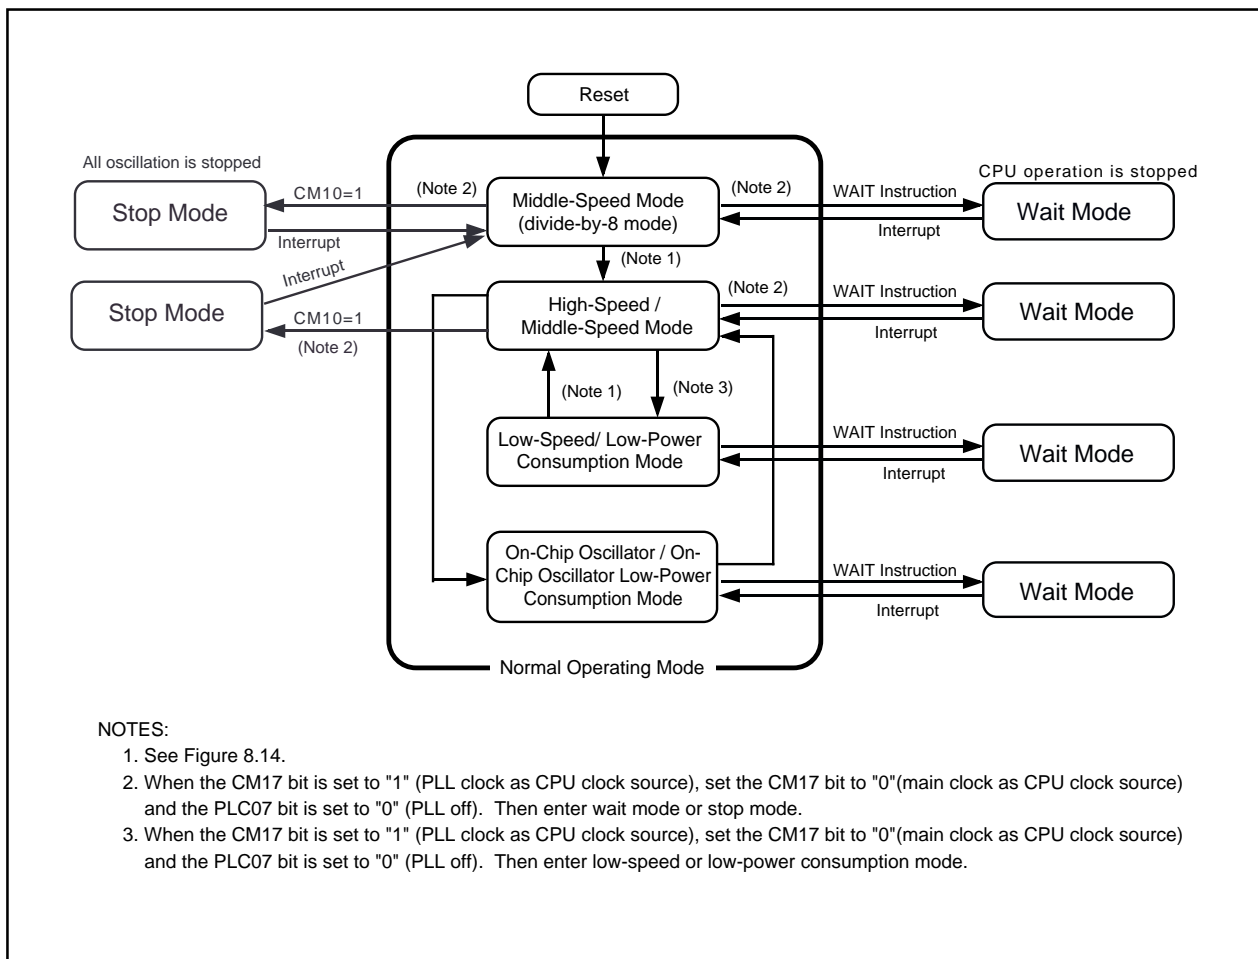 Reset
All oscillation is stopped
CPU operation is stopped
Stop Mode
CM10=1
(Note 2)
Interrupt
Middle-Speed Mode
(divide-by-8 mode)
(Note 2)
WAIT Instruction
Interrupt
Wait Mode
(Note 1)
Stop Mode
Interrupt
CM10=1
(Note 2)
High-Speed /
Middle-Speed Mode
(Note 2)
WAIT Instruction
Interrupt
Wait Mode
(Note 1)
(Note 3)
Low-Speed/ Low-Power
Consumption Mode
WAIT Instruction
Interrupt
Wait Mode
On-Chip Oscillator / On-
Chip Oscillator Low-Power
Consumption Mode
WAIT Instruction
Interrupt
Wait Mode
Normal Operating Mode
NOTES:
1. See Figure 8.14.
2. When the CM17 bit is set to "1" (PLL clock as CPU clock source), set the CM17 bit to "0"(main clock as CPU clock source)
and the PLC07 bit is set to "0" (PLL off). Then enter wait mode or stop mode.
3. When the CM17 bit is set to "1" (PLL clock as CPU clock source), set the CM17 bit to "0"(main clock as CPU clock source)
and the PLC07 bit is set to "0" (PLL off). Then enter low-speed or low-power consumption mode.